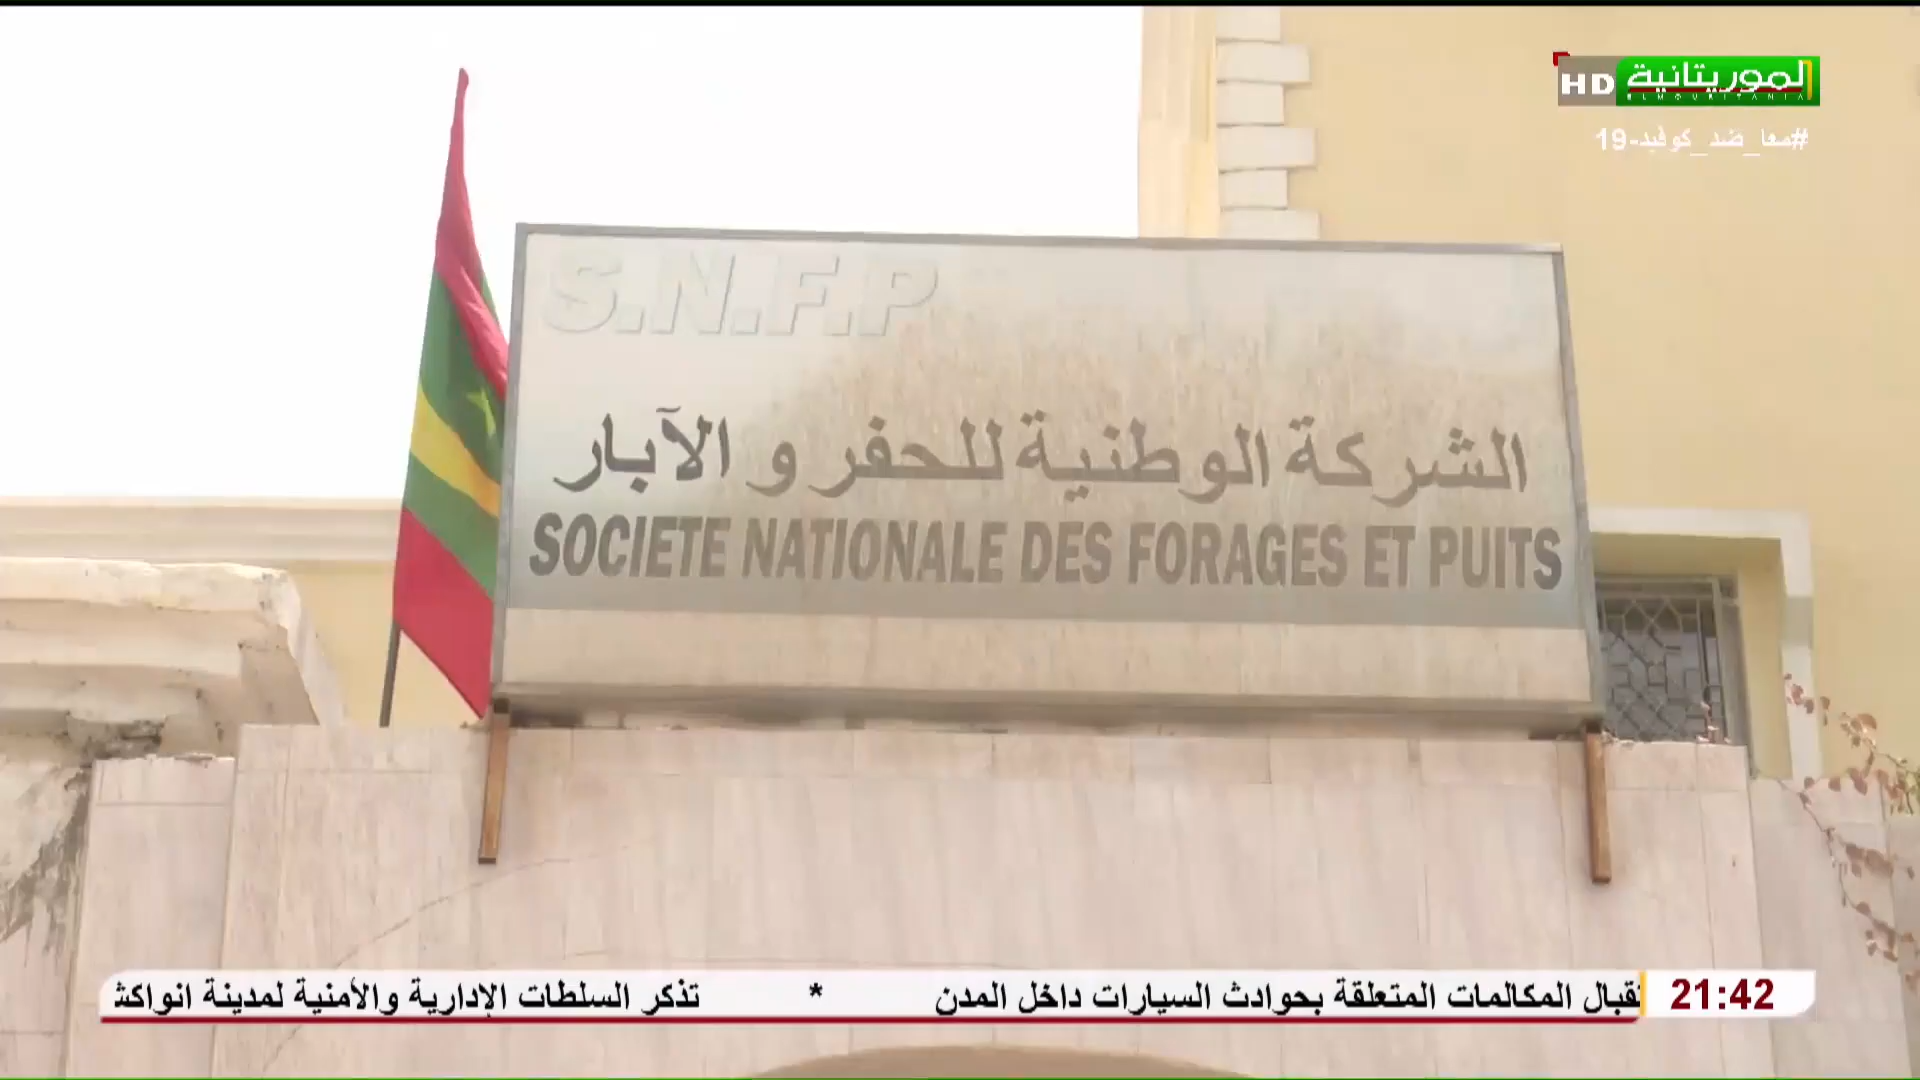 HD الموريتانية
ELMOURITANIA
#معا_ضد_كوفيد-19
S.N.F.P
الشركة الوطنية للحفر و الآبار
SOCIETE NATIONALE DES FORAGES ET PUITS
21:42 قبال المكالمات المتعلقة بحوادث السيارات داخل المدن * تذكر السلطات الإدارية والأمنية لمدينة انواكش